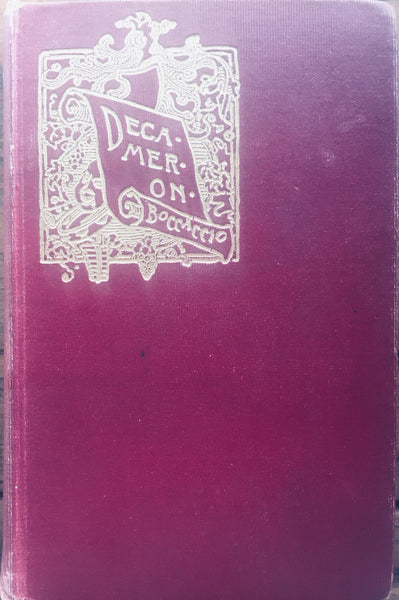 DECA·
MER·
ON·
BOCCACCIO